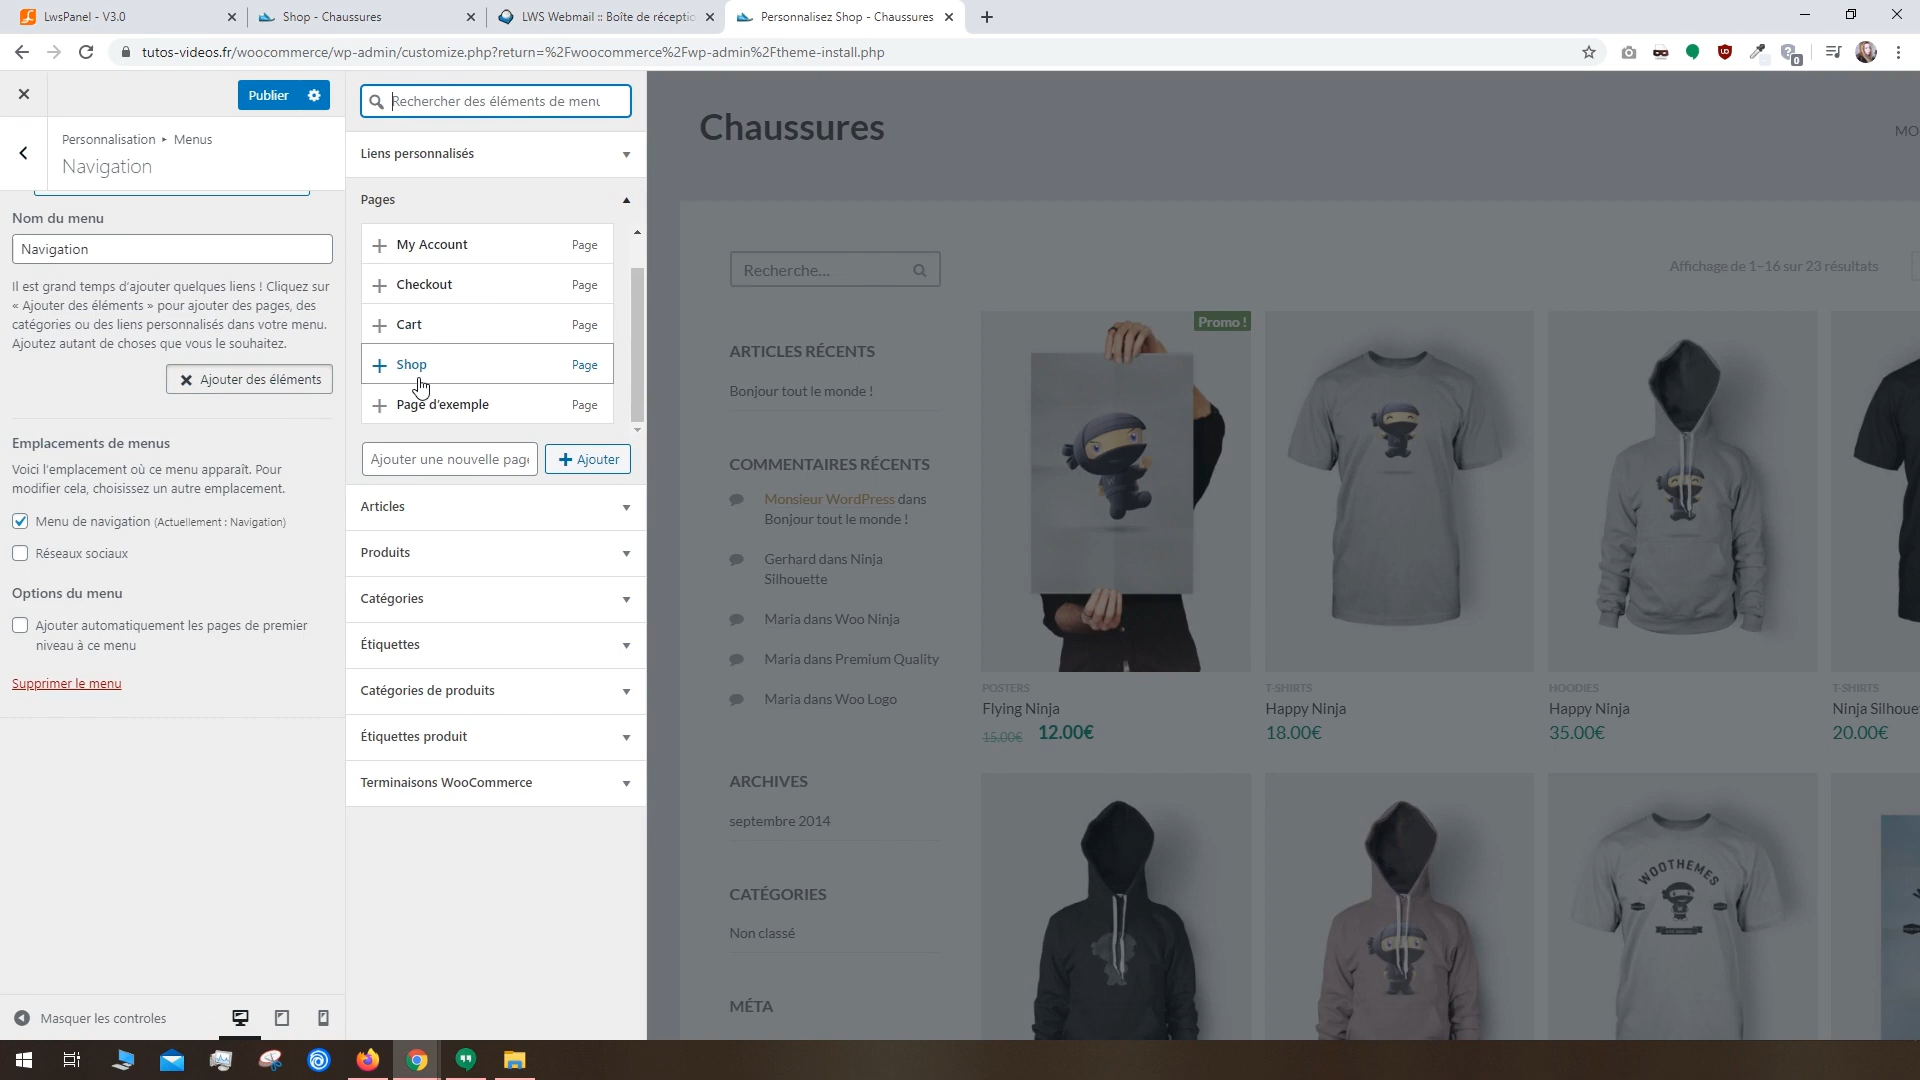 LwsPanel - V3.0
Shop - Chaussures
LWS Webmail :: Boîte de réceptio
Personnalisez Shop - Chaussures
tutos-videos.fr/woocommerce/wp-admin/customize.php?return=%2Fwoocommerce%2Fwp-admin%2Ftheme-install.php
Publier
Personnalisation ▸ Menus
Navigation
Nom du menu
Navigation
Il est grand temps d'ajouter quelques liens ! Cliquez sur
« Ajouter des éléments » pour ajouter des pages, des
catégories ou des liens personnalisés dans votre menu.
Ajoutez autant de choses que vous le souhaitez.
Ajouter des éléments
Emplacements de menus
Voici l'emplacement où ce menu apparaît. Pour
modifier cela, choisissez un autre emplacement.
Menu de navigation (Actuellement : Navigation)
Réseaux sociaux
Options du menu
Ajouter automatiquement les pages de premier
niveau à ce menu
Supprimer le menu
Masquer les controles
Rechercher des éléments de menu
Liens personnalisés
Pages
My Account Page
Checkout Page
Cart Page
Shop Page
Page d'exemple Page
Ajouter une nouvelle page
Ajouter
Articles
Produits
Catégories
Étiquettes
Catégories de produits
Étiquettes produit
Terminaisons WooCommerce
Chaussures
MO
Recherche...
Affichage de 1–16 sur 23 résultats
ARTICLES RÉCENTS
Bonjour tout le monde !
COMMENTAIRES RÉCENTS
Monsieur WordPress dans
Bonjour tout le monde !
Gerhard dans Ninja
Silhouette
Maria dans Woo Ninja
Maria dans Premium Quality
Maria dans Woo Logo
ARCHIVES
septembre 2014
CATÉGORIES
Non classé
MÉTA
Promo !
POSTERS
Flying Ninja
15.00€ 12.00€
T-SHIRTS
Happy Ninja
18.00€
HOODIES
Happy Ninja
35.00€
T-SHIRTS
Ninja Silhoue
20.00€
WOOTHEMES